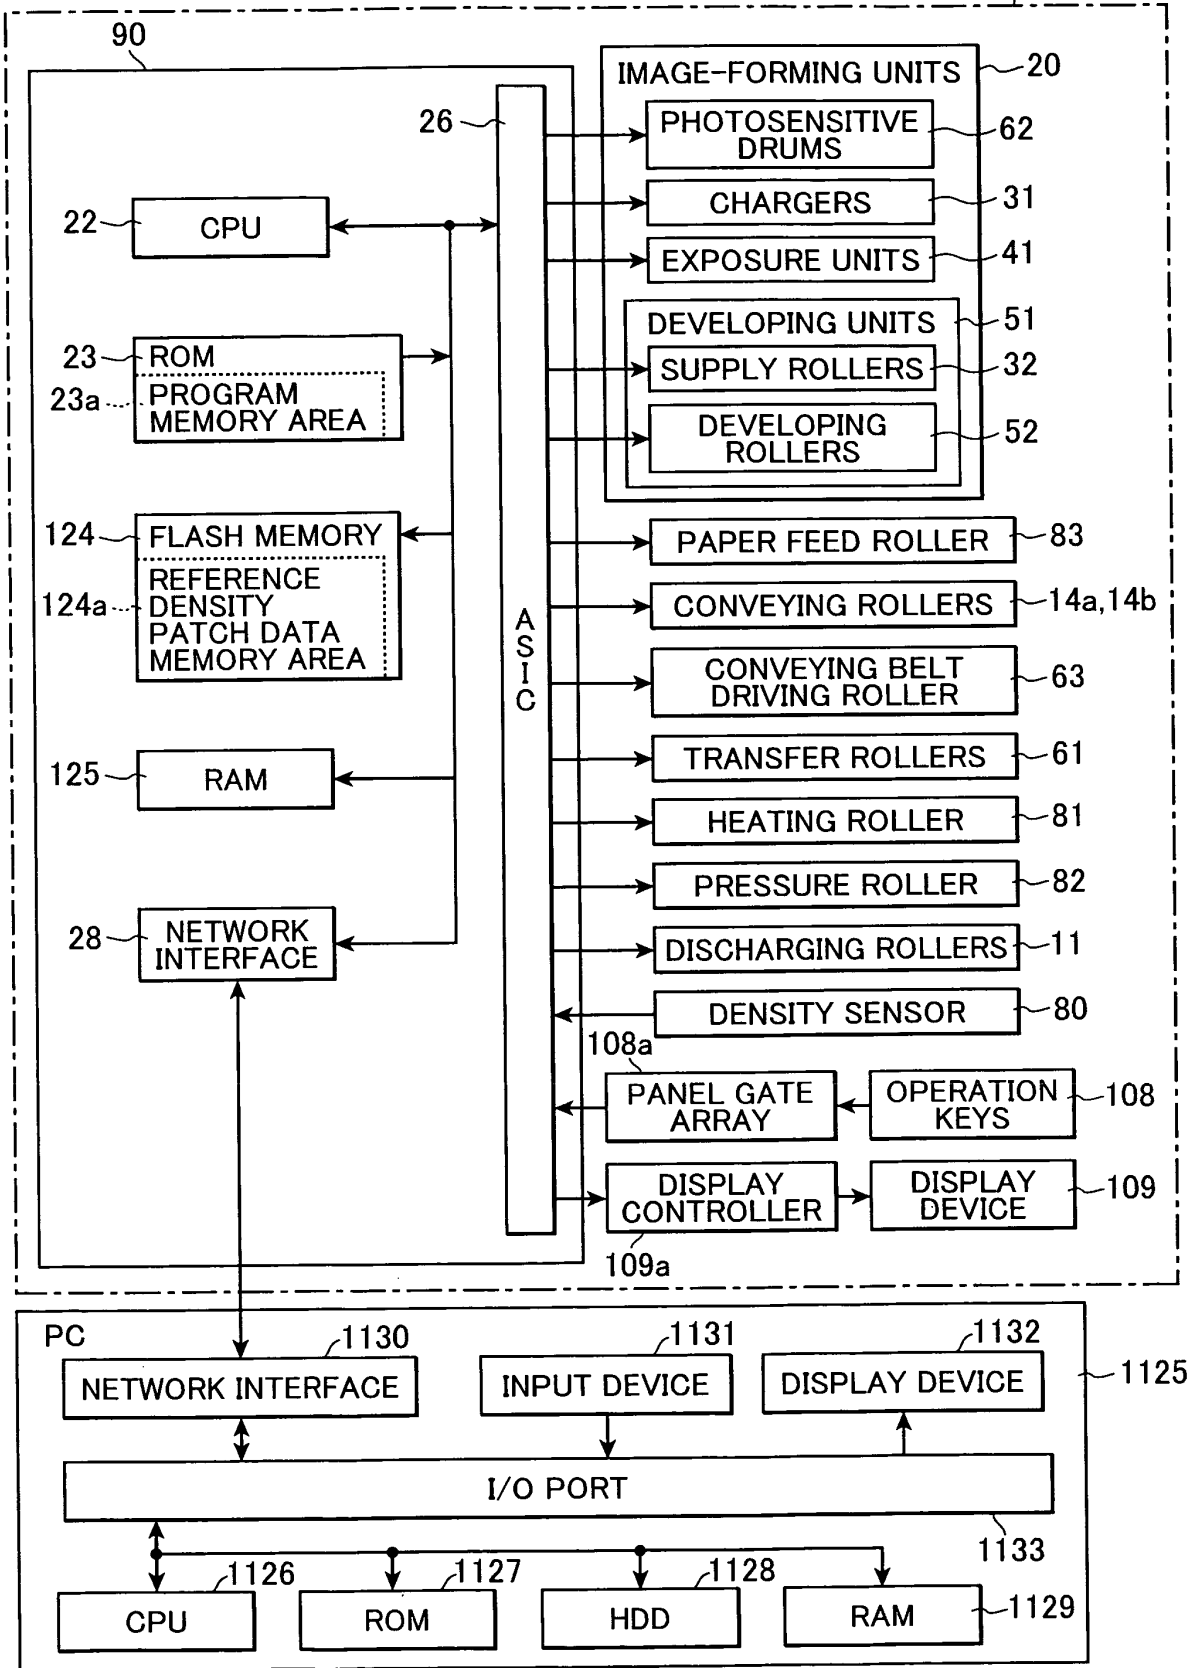 90
IMAGE-FORMING UNITS
20
26
PHOTOSENSITIVE
DRUMS
62
CHARGERS
31
22
CPU
EXPOSURE UNITS
41
DEVELOPING UNITS
51
23
ROM
SUPPLY ROLLERS
32
23a
PROGRAM
MEMORY AREA
DEVELOPING
ROLLERS
52
124
FLASH MEMORY
PAPER FEED ROLLER
83
124a
REFERENCE
DENSITY
PATCH DATA
MEMORY AREA
CONVEYING ROLLERS
14a,14b
ASIC
CONVEYING BELT
DRIVING ROLLER
63
125
RAM
TRANSFER ROLLERS
61
HEATING ROLLER
81
PRESSURE ROLLER
82
28
NETWORK
INTERFACE
DISCHARGING ROLLERS
11
DENSITY SENSOR
80
108a
PANEL GATE
ARRAY
OPERATION
KEYS
108
DISPLAY
CONTROLLER
DISPLAY
DEVICE
109
109a
PC
1130
1131
1132
NETWORK INTERFACE
INPUT DEVICE
DISPLAY DEVICE
1125
I/O PORT
1133
1126
1127
1128
CPU
ROM
HDD
RAM
1129